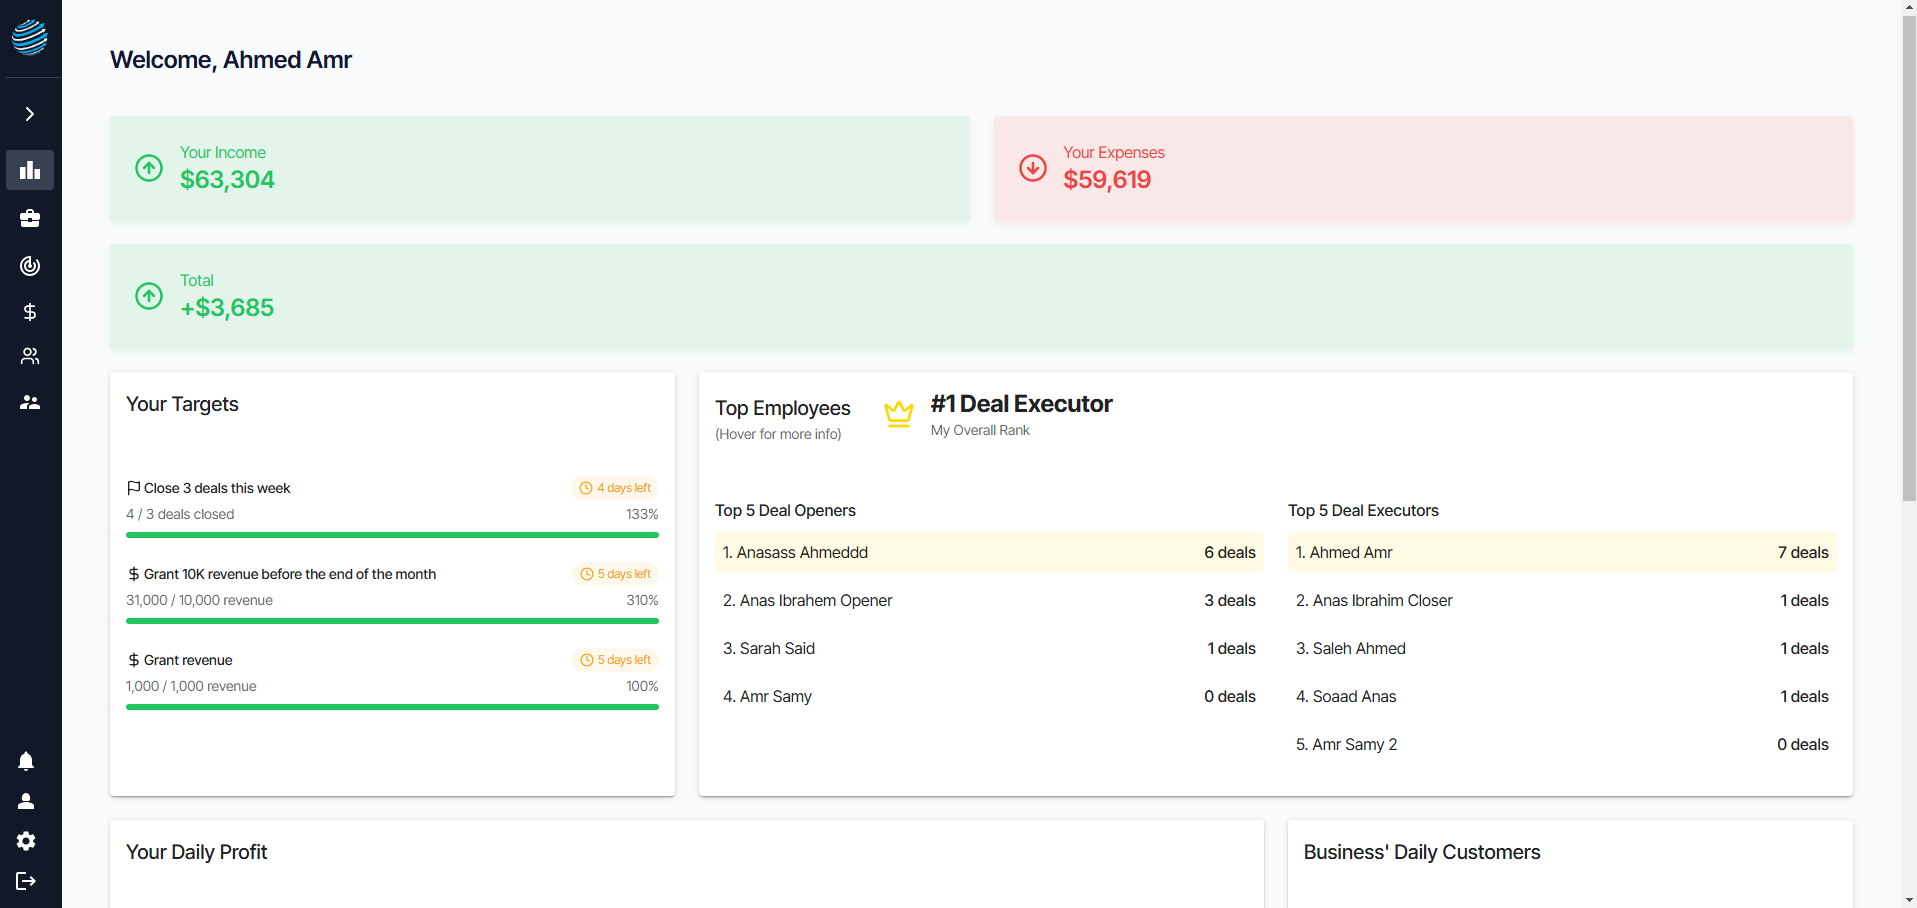 Welcome, Ahmed Amr
Your Income
$63,304
Your Expenses
$59,619
Total
+$3,685
Your Targets
Close 3 deals this week
4 days left
4 / 3 deals closed
133%
Grant 10K revenue before the end of the month
5 days left
31,000 / 10,000 revenue
310%
Grant revenue
5 days left
1,000 / 1,000 revenue
100%
Top Employees
(Hover for more info)
#1 Deal Executor
My Overall Rank
Top 5 Deal Openers
1. Anasass Ahmeddd 6 deals
2. Anas Ibrahem Opener 3 deals
3. Sarah Said 1 deals
4. Amr Samy 0 deals
Top 5 Deal Executors
1. Ahmed Amr 7 deals
2. Anas Ibrahim Closer 1 deals
3. Saleh Ahmed 1 deals
4. Soaad Anas 1 deals
5. Amr Samy 2 0 deals
Your Daily Profit
Business' Daily Customers